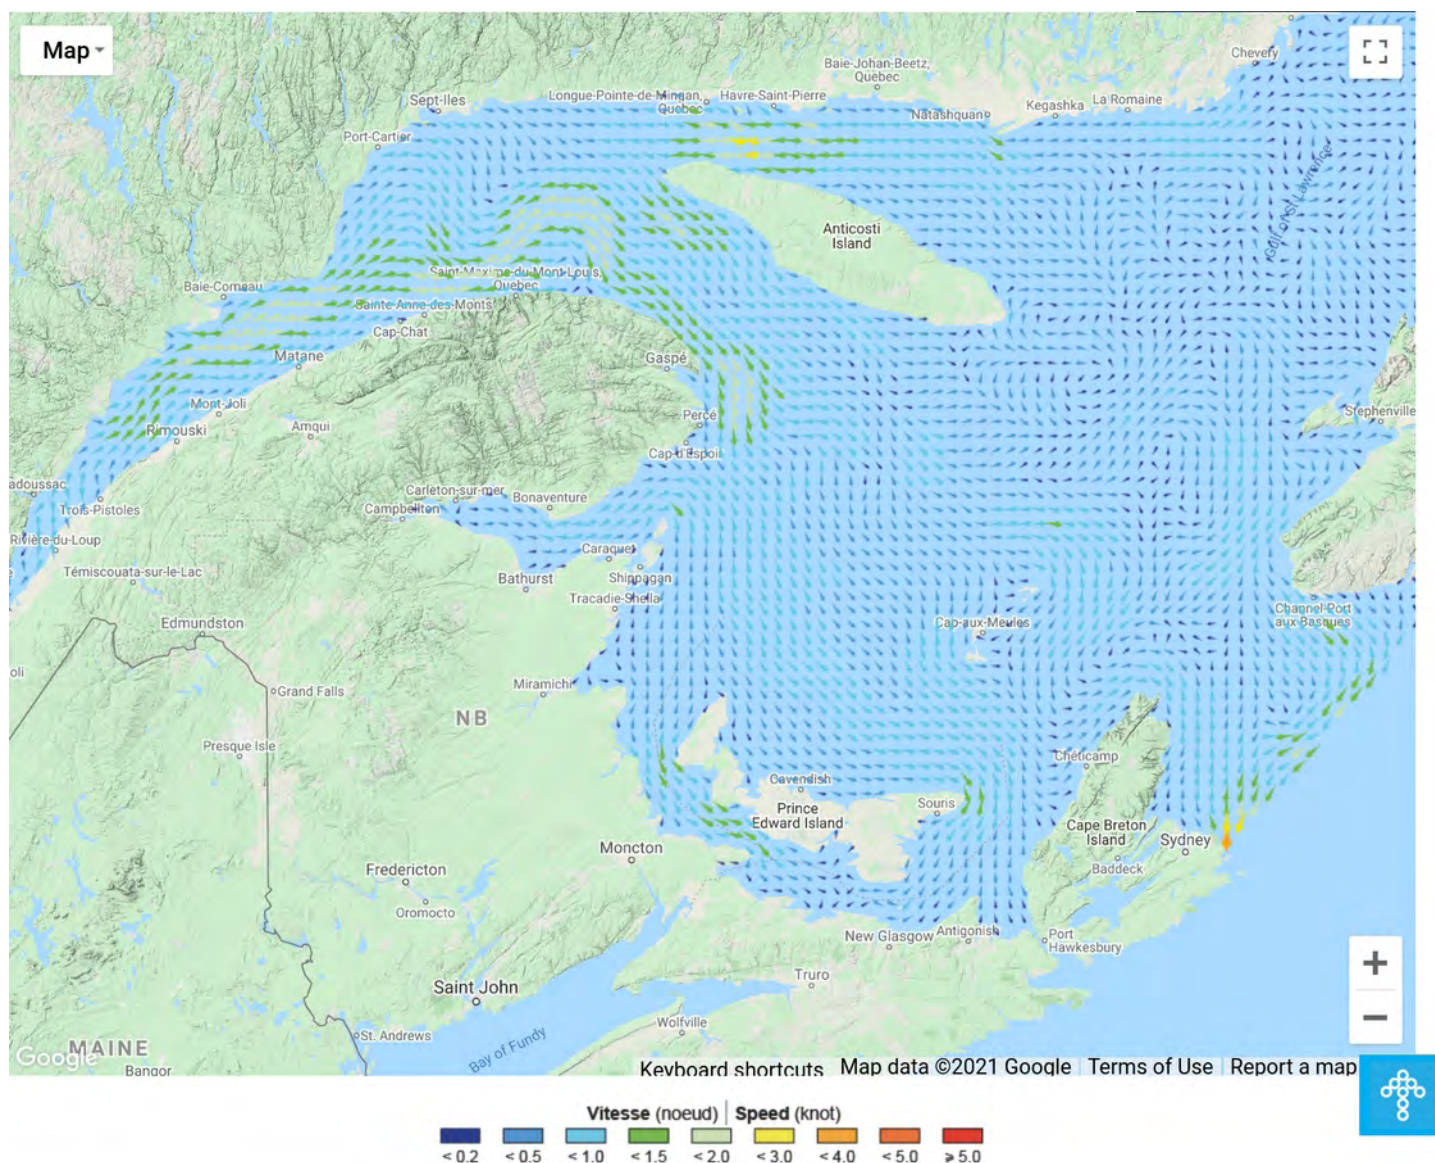 Map
Chevery
Baie-Johan-Beetz,
Québec
Sept-Iles
Longue-Pointe-de-Mingan,
Quebec
Havre-Saint-Pierre
Natashquan
Kegashka
La Romaine
Port-Cartier
Gulf of St Lawrence
Anticosti
Island
Baie-Comeau
Saint-Maxime-du-Mont-Louis,
Quebec
Sainte-Anne-des-Monts
Cap-Chat
Matane
Gaspé
Mont-Joli
Rimouski
Amqui
Percé
Stephenville
Cap-d'Espoi
adoussac
Trois-Pistoles
Carleton-sur-mer
Bonaventure
Campbellton
Rivière-du-Loup
Caraquet
Témiscouata-sur-le-Lac
Bathurst
Shippagan
Tracadie-Sheila
Channel-Port
aux Basques
Edmundston
Cap-aux-Meules
oli
Grand Falls
Miramichi
NB
Presque Isle
Chéticamp
Cavendish
Prince
Edward Island
Souris
Cape Breton
Island
Sydney
Moncton
Baddeck
Fredericton
Oromocto
New Glasgow
Antigonish
Port
Hawkesbury
Truro
Saint John
Wolfville
St. Andrews
Bay of Fundy
MAINE
Google
Bangor
Keyboard shortcuts
Map data ©2021 Google
Terms of Use
Report a map
Vitesse (noeud) | Speed (knot)
< 0.2 < 0.5 < 1.0 < 1.5 < 2.0 < 3.0 < 4.0 < 5.0 ⩾ 5.0